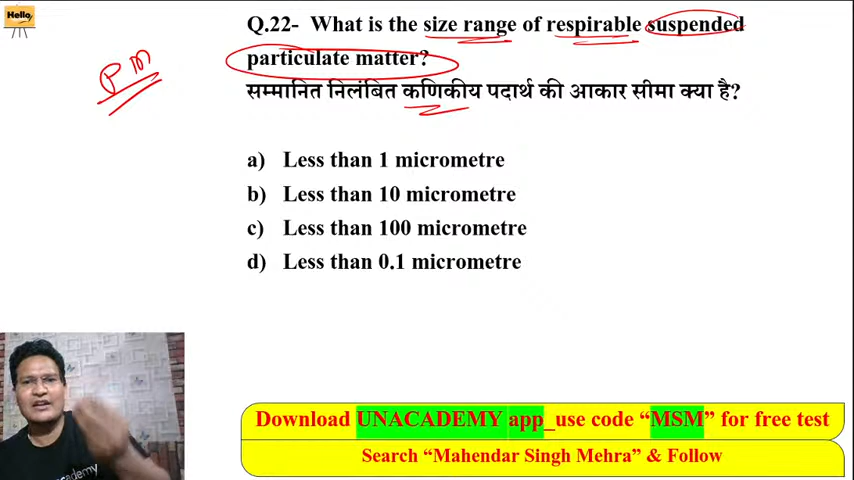 Hello
Q.22- What is the size range of respirable suspended
particulate matter?
PM
सम्मानित निलंबित कणिकीय पदार्थ की आकार सीमा क्या है?
a) Less than 1 micrometre
b) Less than 10 micrometre
c) Less than 100 micrometre
d) Less than 0.1 micrometre
Download UNACADEMY app_use code “MSM” for free test
Search “Mahendar Singh Mehra” & Follow